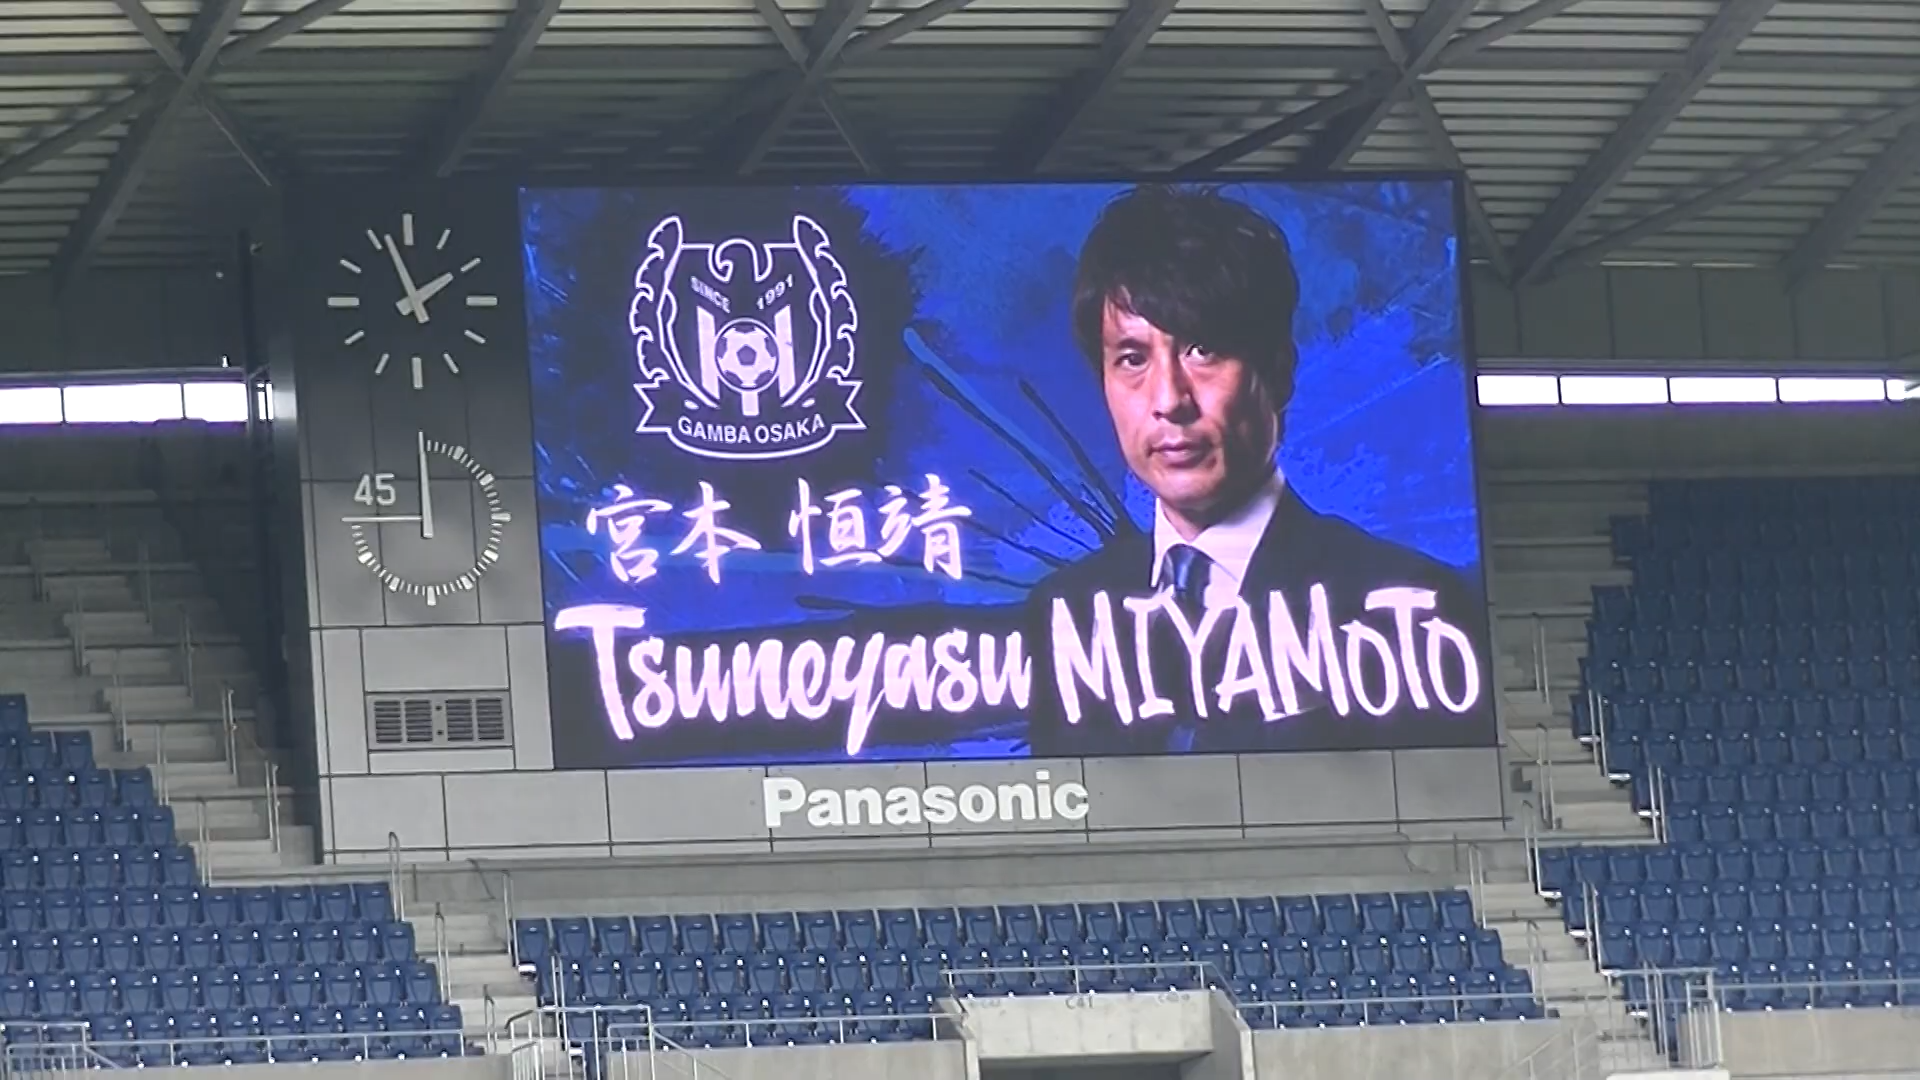 SINCE 1991
GAMBA OSAKA
45
宮本 恒靖
Tsuneyasu MIYAMOTO
Panasonic